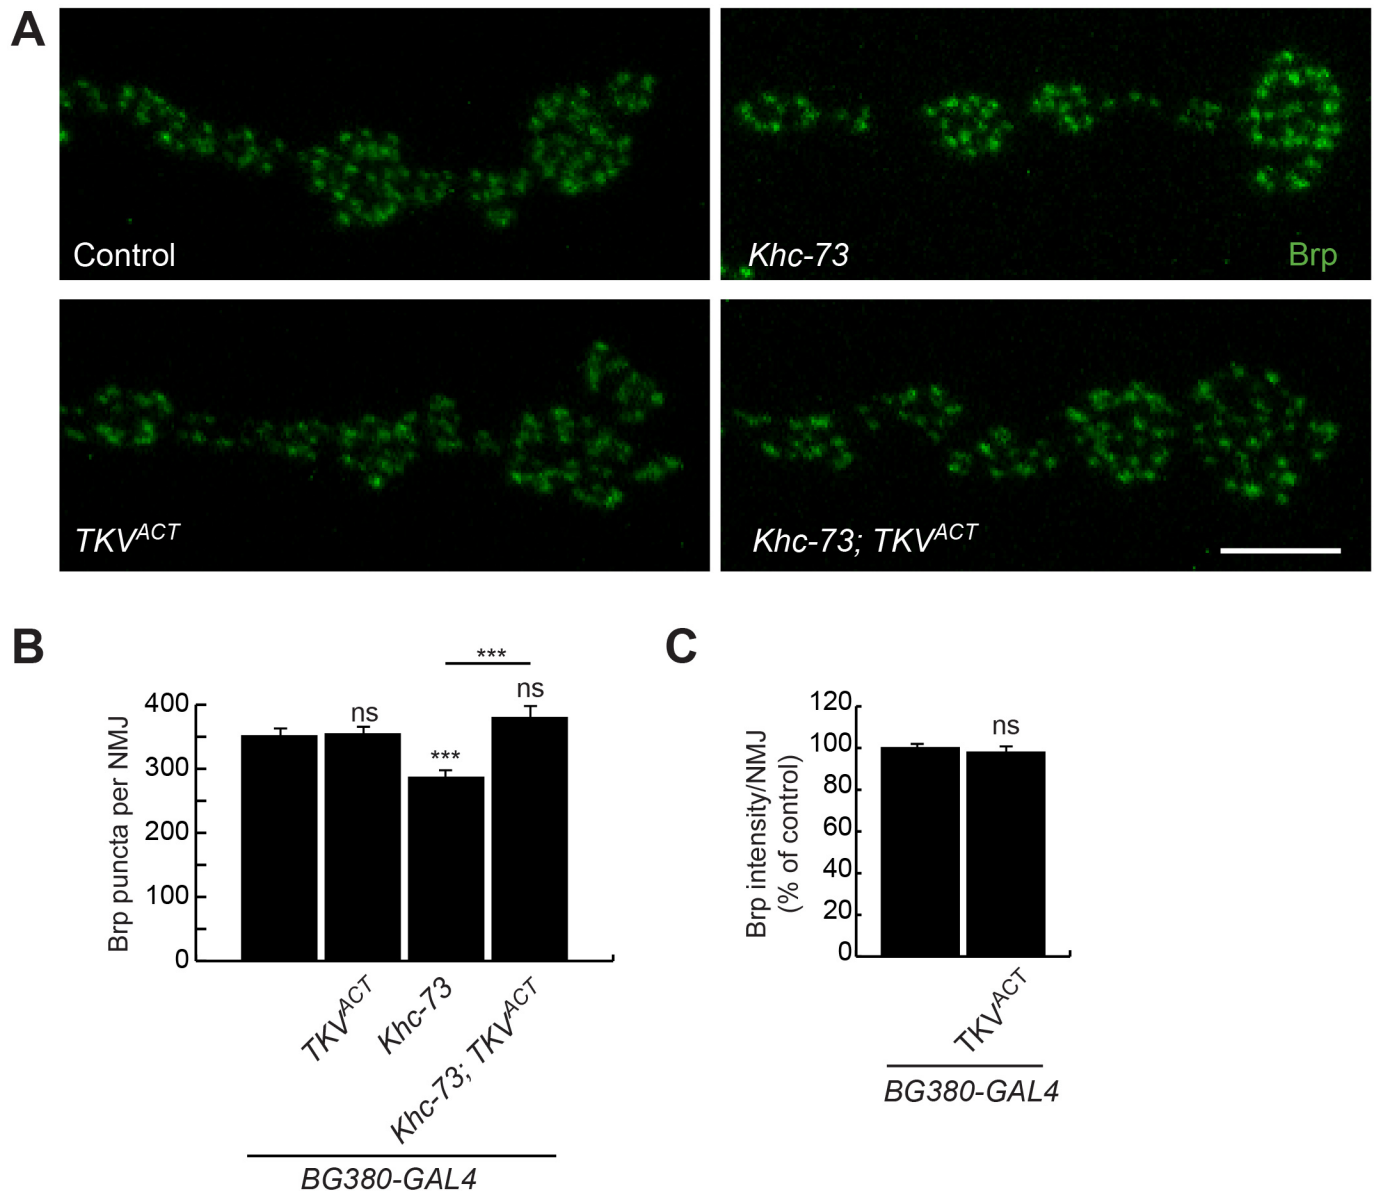 A
Control
Khc-73
Brp
TKV^ACT
Khc-73; TKV^ACT
B
***
ns
ns
***
Brp puncta per NMJ
400
300
200
100
0
TKV^ACT
Khc-73
Khc-73; TKV^ACT
BG380-GAL4
C
ns
Brp intensity/NMJ
(% of control)
120
100
80
60
40
20
0
TKV^ACT
BG380-GAL4